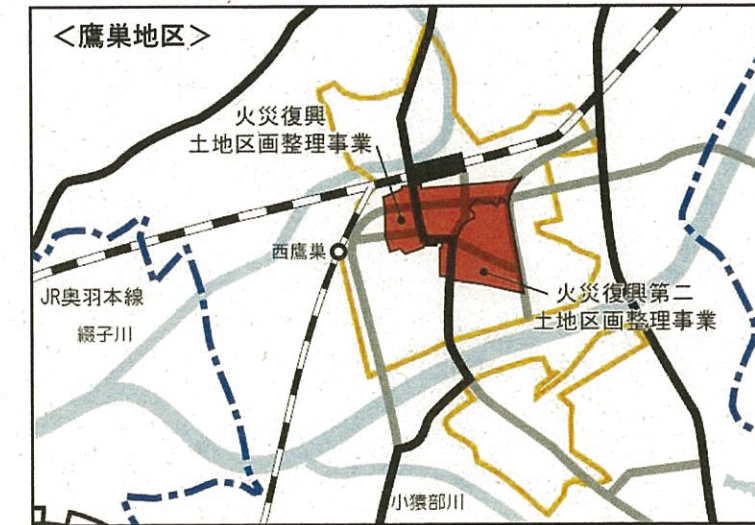 <鷹巣地区>
火災復興
土地区画整理事業
西鷹巣
JR奥羽本線
綴子川
火災復興第二
土地区画整理事業
小猿部川